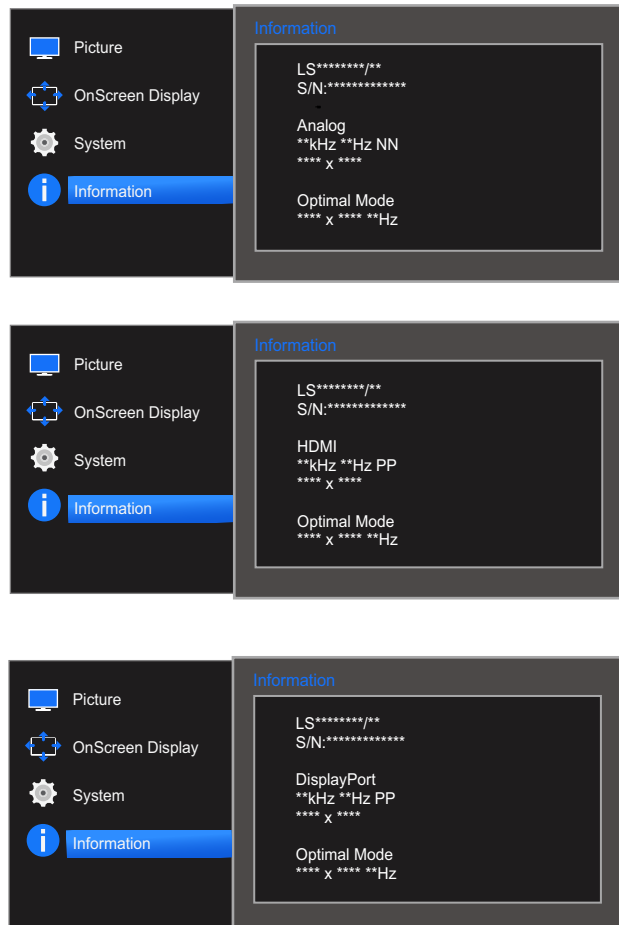 Information
Picture
OnScreen Display
System
Information
LS********/**
S/N:*************
-
Analog
**kHz **Hz NN
**** x ****
Optimal Mode
**** x **** **Hz
Information
Picture
OnScreen Display
System
Information
LS********/**
S/N:*************
HDMI
**kHz **Hz PP
**** x ****
Optimal Mode
**** x **** **Hz
Information
Picture
OnScreen Display
System
Information
LS********/**
S/N:*************
DisplayPort
**kHz **Hz PP
**** x ****
Optimal Mode
**** x **** **Hz